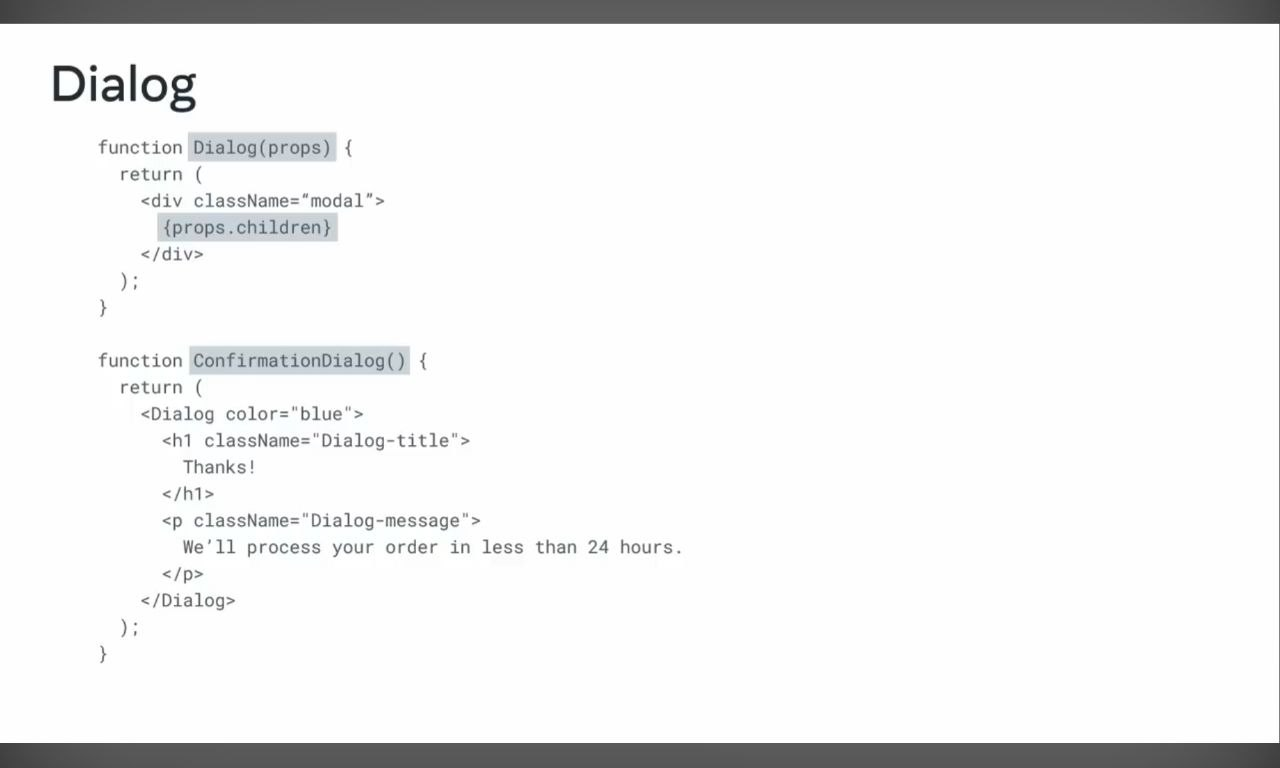 Dialog
function Dialog(props) {
  return (
    <div className=“modal”>
      {props.children}
    </div>
  );
}
function ConfirmationDialog() {
  return (
    <Dialog color="blue">
      <h1 className="Dialog-title">
        Thanks!
      </h1>
      <p className="Dialog-message">
        We’ll process your order in less than 24 hours.
      </p>
    </Dialog>
  );
}